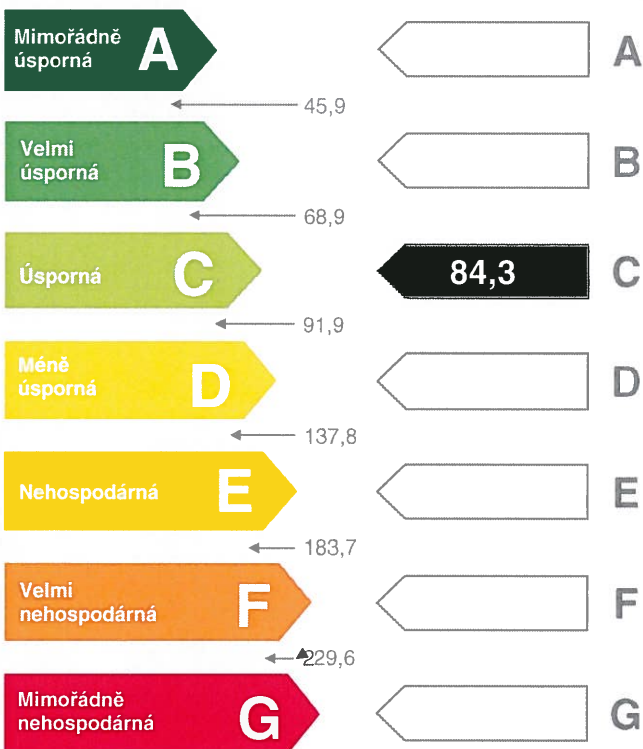 Mimořádně
úsporná
A
A
45,9
Velmi
úsporná
B
B
68,9
Úsporná
C
84,3
C
91,9
Méně
úsporná
D
D
137,8
Nehospodárná
E
E
183,7
Velmi
nehospodárná
F
F
229,6
Mimořádně
nehospodárná
G
G